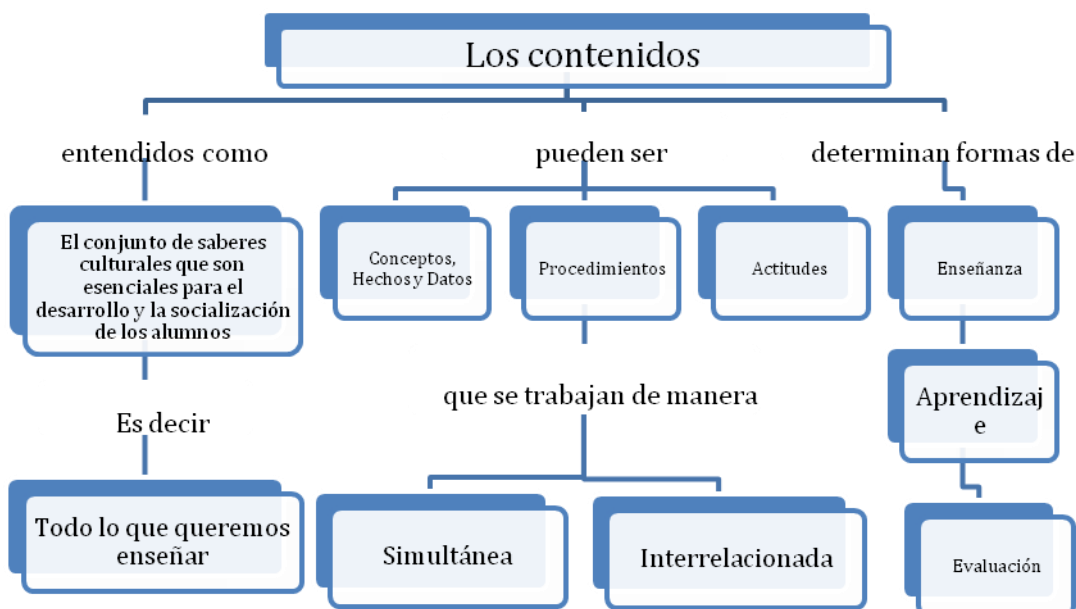 Los contenidos
entendidos como
pueden ser
determinan formas de
El conjunto de saberes
culturales que son
esenciales para el
desarrollo y la socialización
de los alumnos
Conceptos,
Hechos y Datos
Procedimientos
Actitudes
Enseñanza
Es decir
que se trabajan de manera
Aprendizaj
e
Todo lo que queremos
enseñar
Simultánea
Interrelacionada
Evaluación